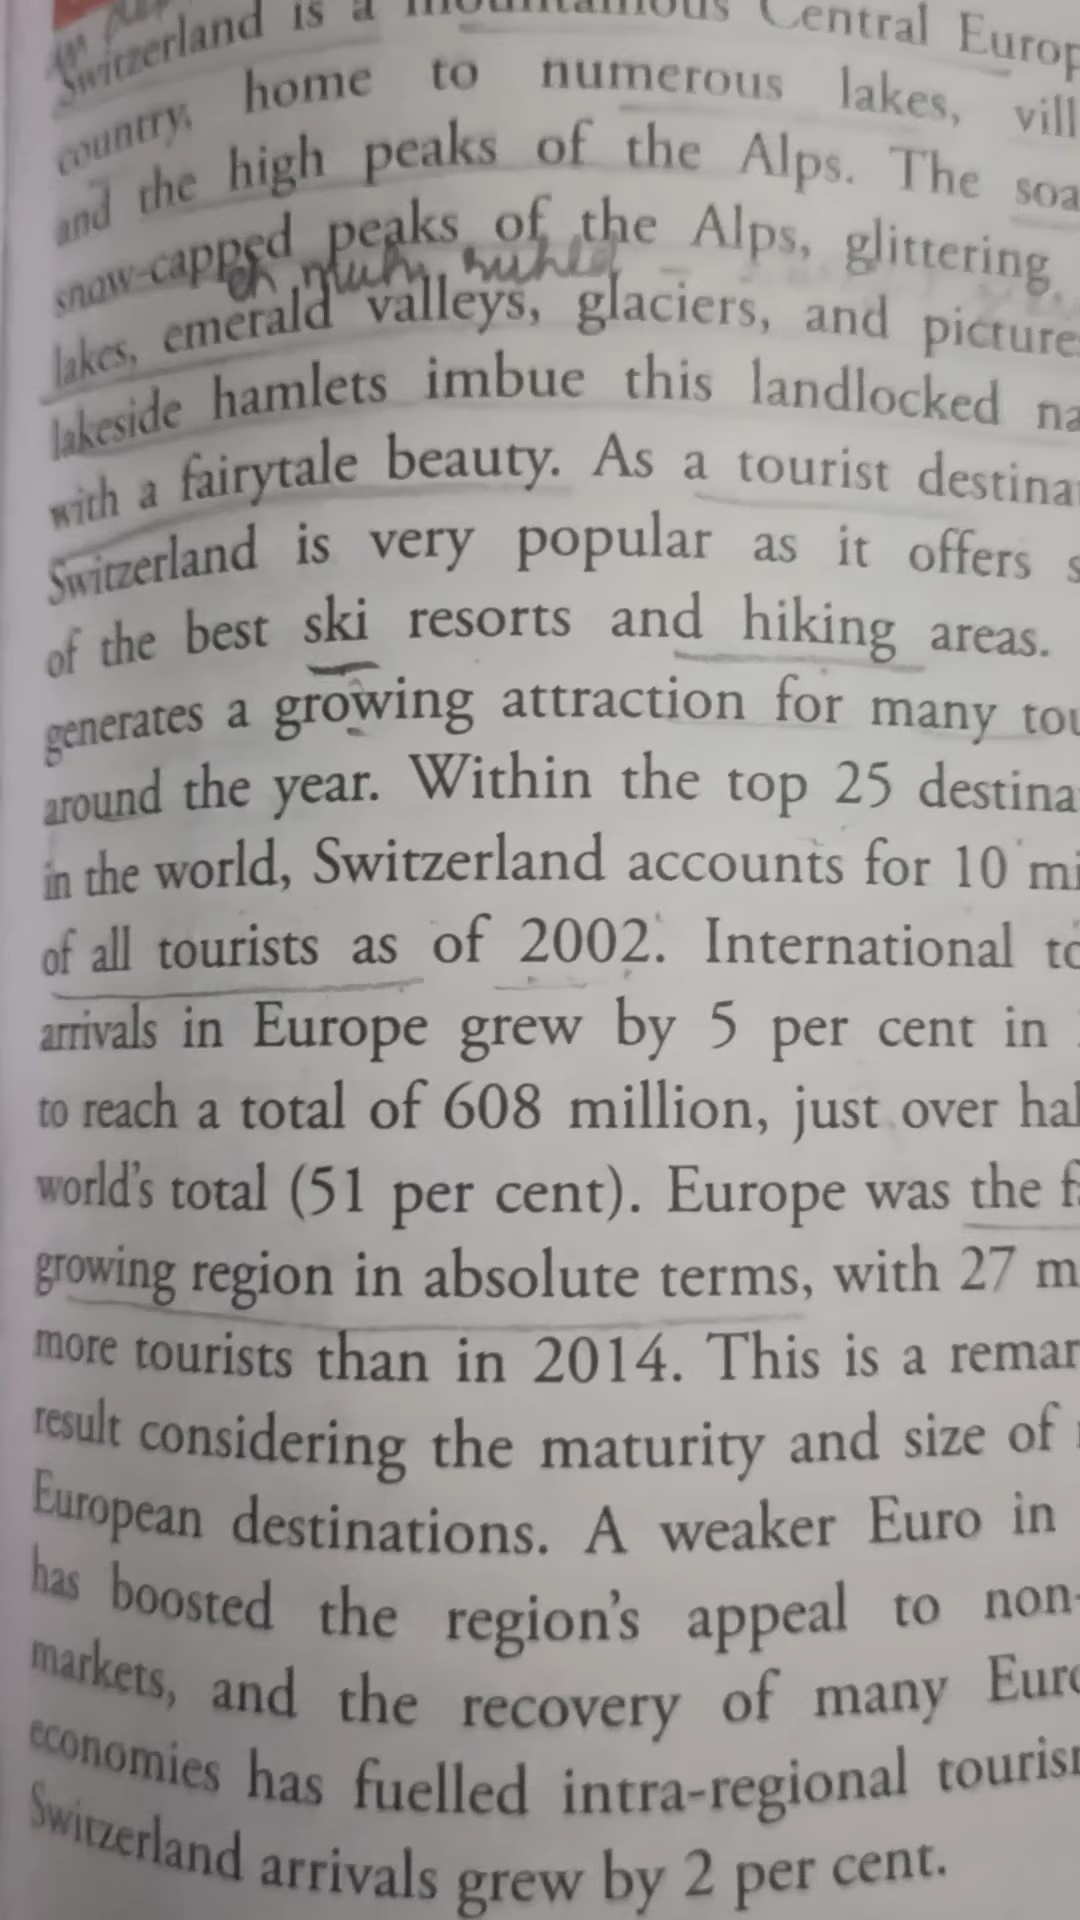 Switzerland is a mountainous Central Europ
country, home to numerous lakes, vill
and the high peaks of the Alps. The soa
snow-capped peaks of the Alps, glittering
lakes, emerald valleys, glaciers, and picture
lakeside hamlets imbue this landlocked na
with a fairytale beauty. As a tourist destina
Switzerland is very popular as it offers s
of the best ski resorts and hiking areas.
generates a growing attraction for many tou
around the year. Within the top 25 destina
in the world, Switzerland accounts for 10 mi
of all tourists as of 2002. International to
arrivals in Europe grew by 5 per cent in
to reach a total of 608 million, just over hal
world's total (51 per cent). Europe was the f
growing region in absolute terms, with 27 m
more tourists than in 2014. This is a remar
result considering the maturity and size of
European destinations. A weaker Euro in
has boosted the region's appeal to non-
markets, and the recovery of many Euro
economies has fuelled intra-regional touris
Switzerland arrivals grew by 2 per cent.